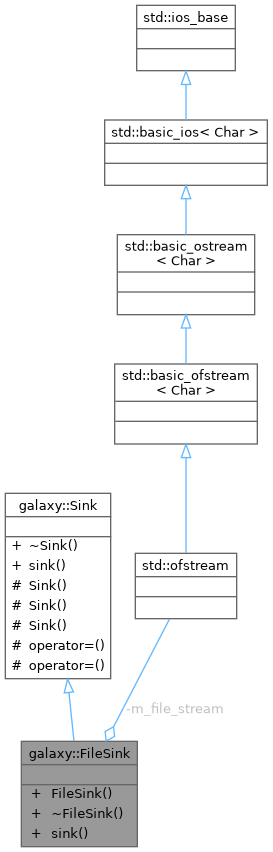 std::ios_base
std::basic_ios< Char >
std::basic_ostream
< Char >
std::basic_ofstream
< Char >
galaxy::Sink
+ ~Sink()
+ sink()
# Sink()
# Sink()
# Sink()
# operator=()
# operator=()
std::ofstream
-m_file_stream
galaxy::FileSink
+ FileSink()
+ ~FileSink()
+ sink()